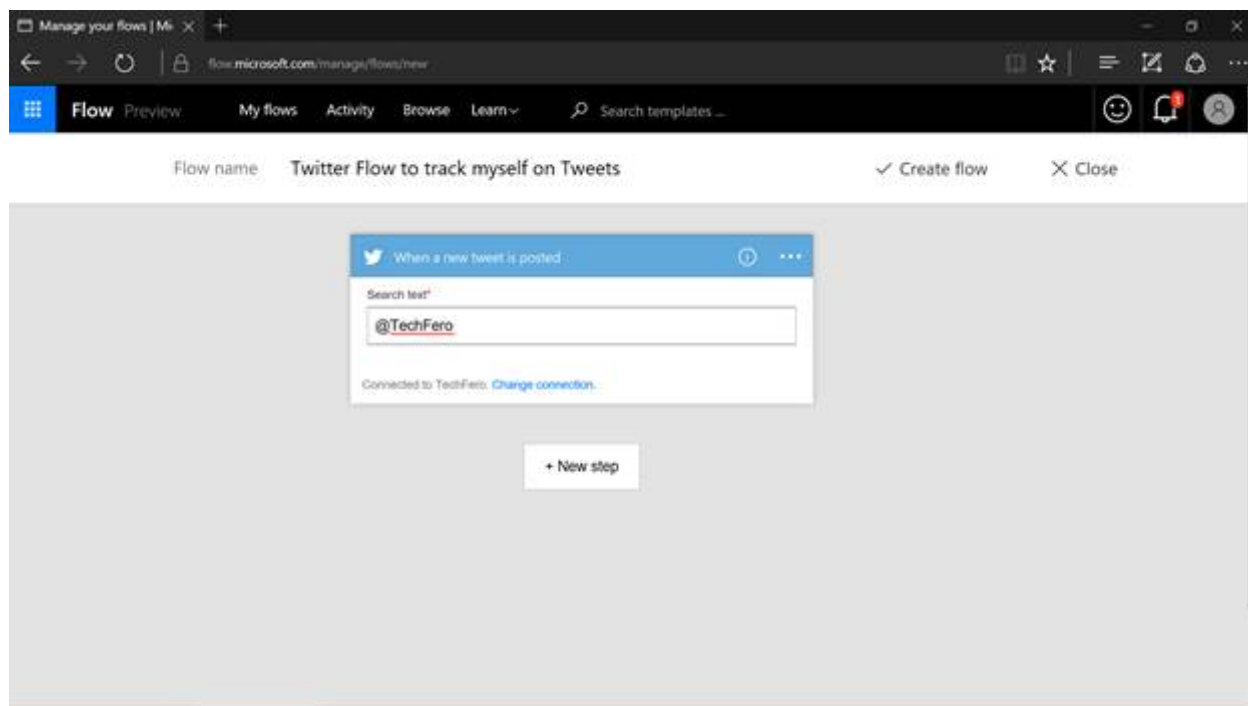 Manage your flows | Mi
flow.microsoft.com/manage/flows/new
Flow Preview My flows Activity Browse Learn Search templates ...
3
Flow name Twitter Flow to track myself on Tweets Create flow Close
When a new tweet is posted
Search text*
@TechFero
Connected to TechFero. Change connection.
+ New step